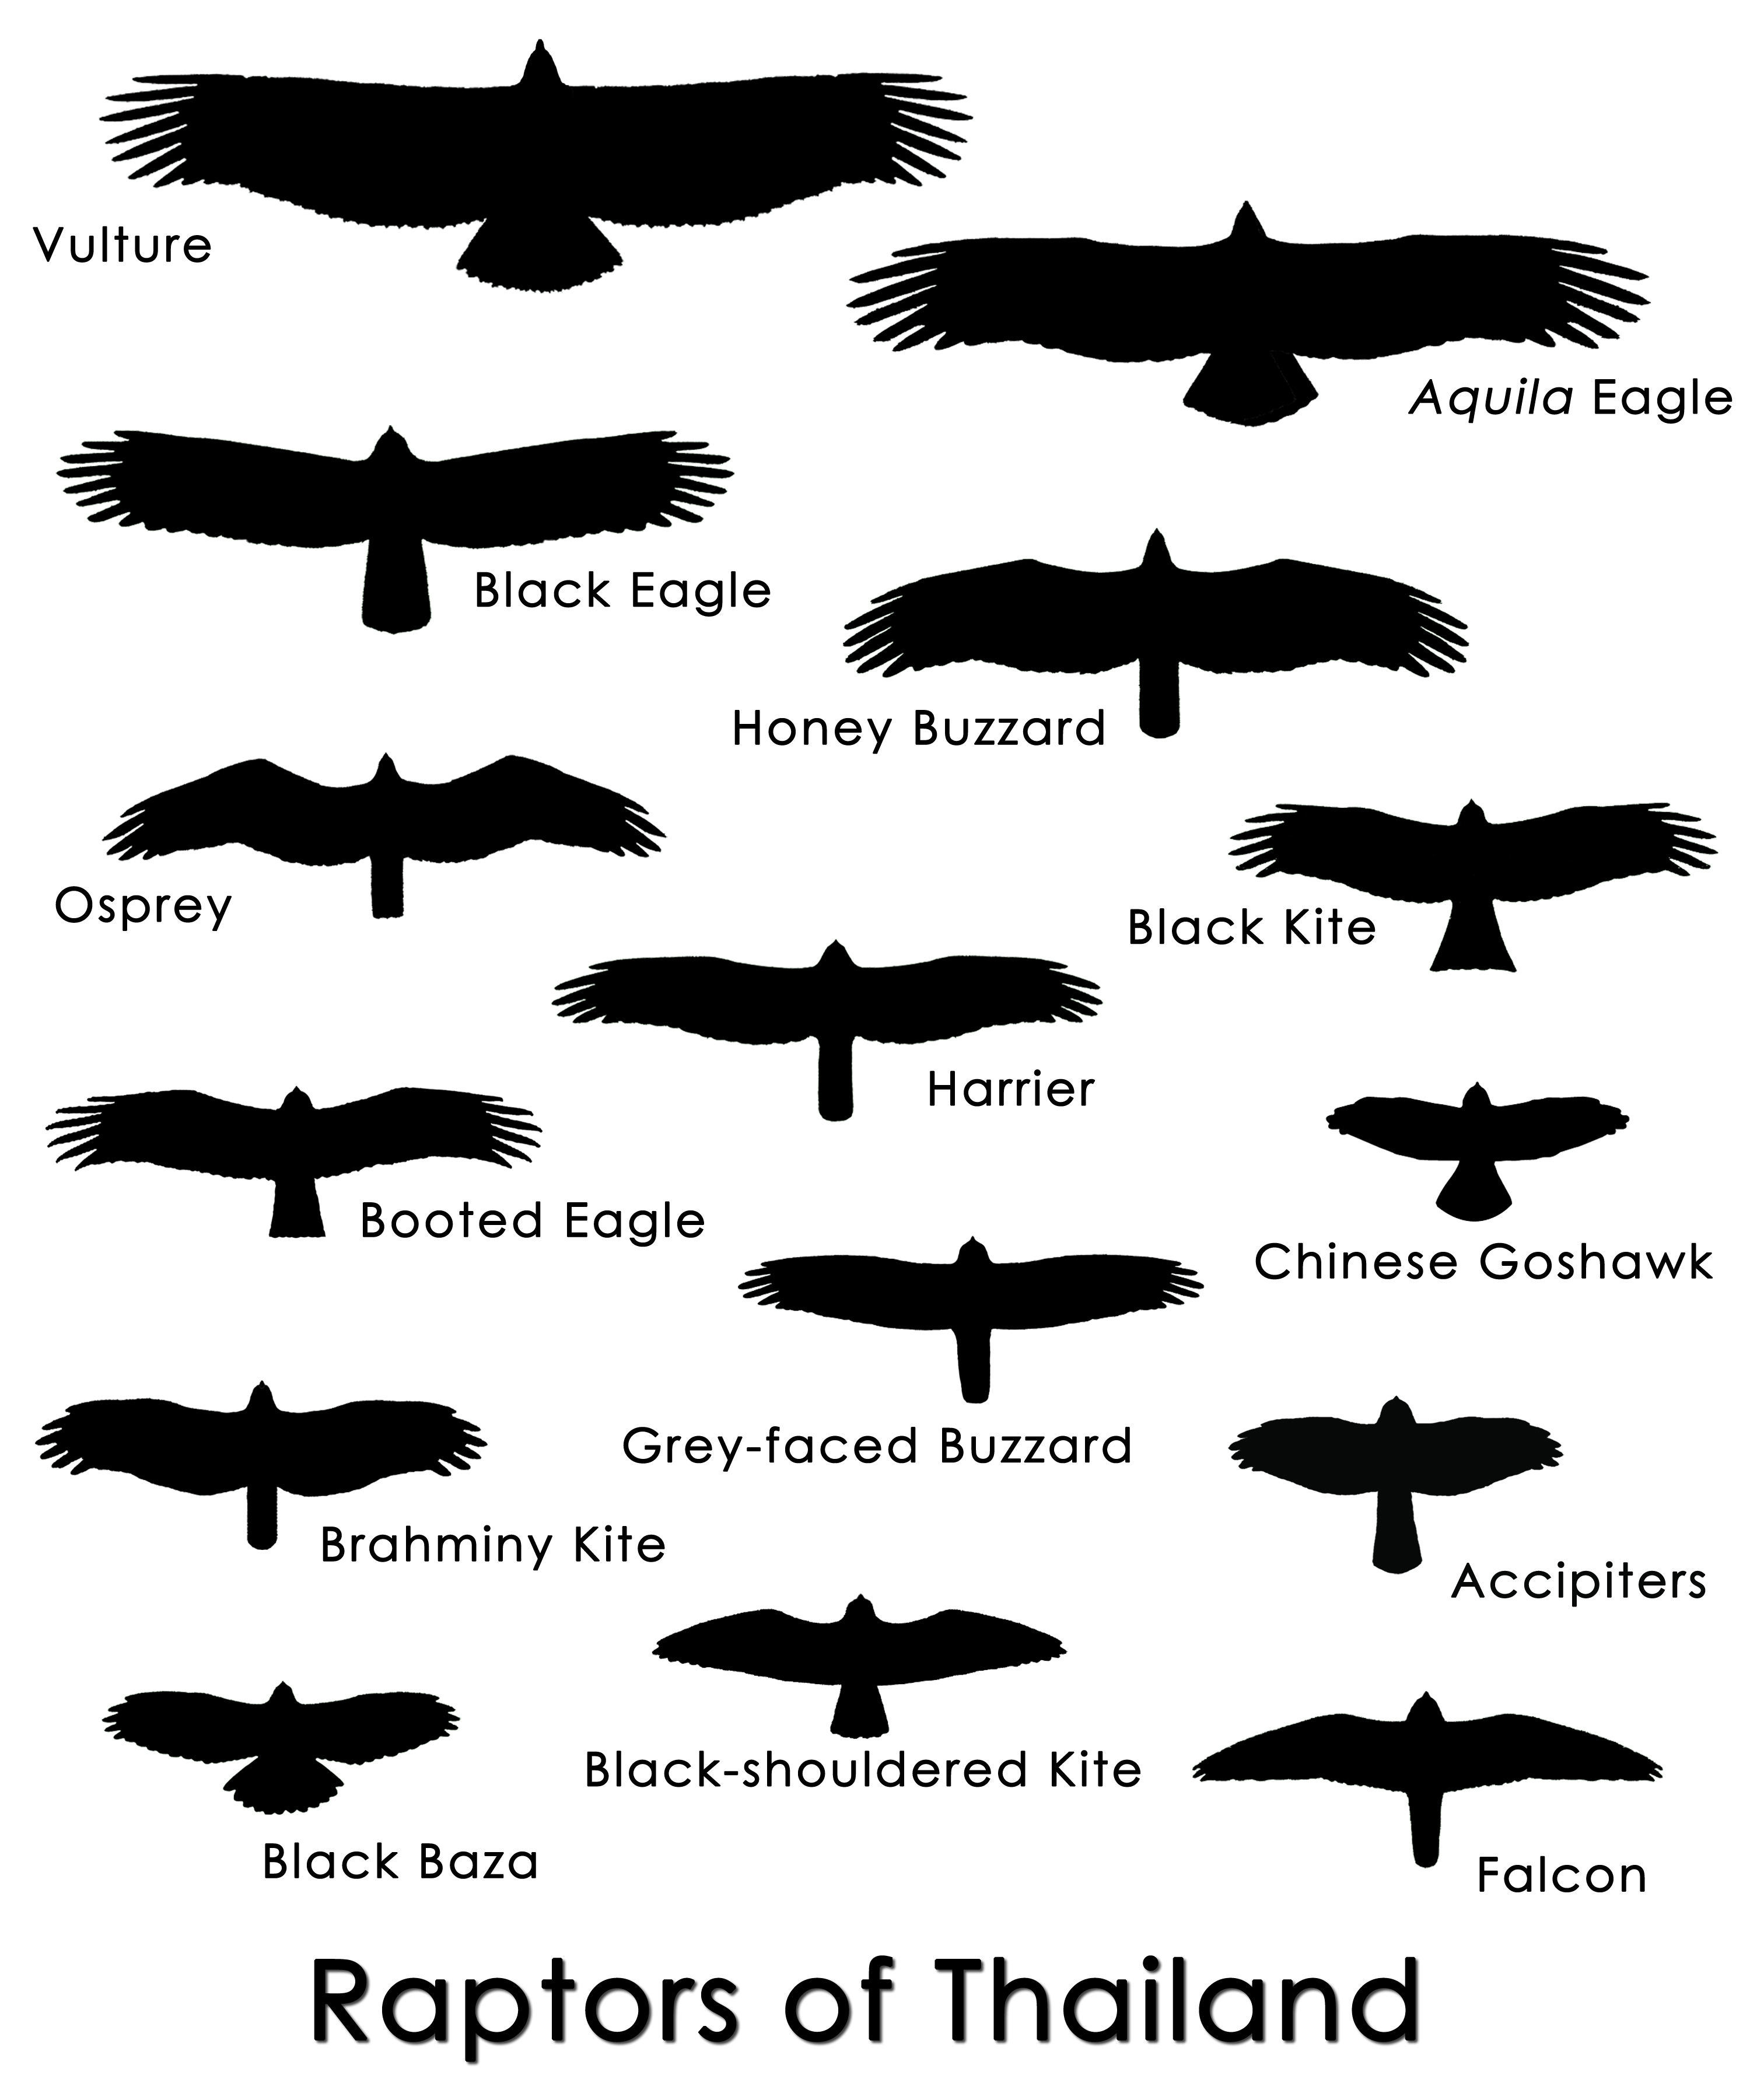 Vulture
Aquila Eagle
Black Eagle
Honey Buzzard
Osprey
Black Kite
Harrier
Booted Eagle
Chinese Goshawk
Grey-faced Buzzard
Brahminy Kite
Accipiters
Black-shouldered Kite
Black Baza
Falcon
Raptors of Thailand